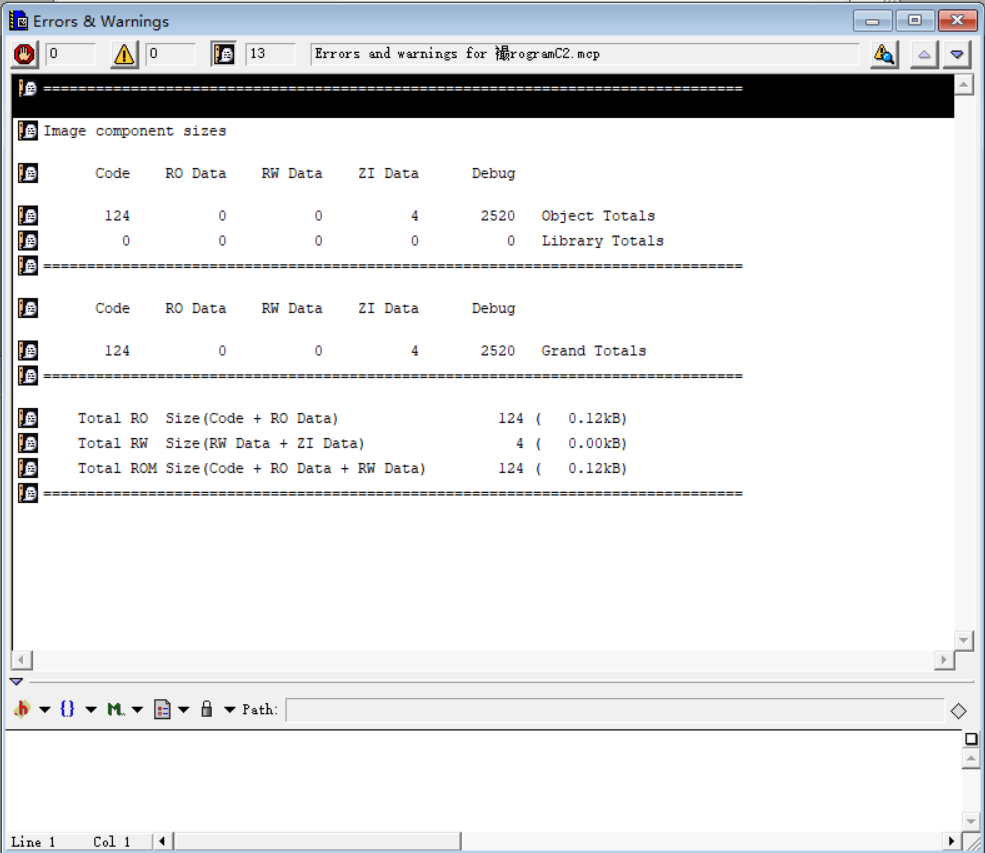 Errors & Warnings
0 0 13 Errors and warnings for 襊rogramC2.mcp
==============================================================================
Image component sizes
Code RO Data RW Data ZI Data Debug
124 0 0 4 2520 Object Totals
0 0 0 0 0 Library Totals
==============================================================================
Code RO Data RW Data ZI Data Debug
124 0 0 4 2520 Grand Totals
==============================================================================
Total RO Size(Code + RO Data) 124 ( 0.12kB)
Total RW Size(RW Data + ZI Data) 4 ( 0.00kB)
Total ROM Size(Code + RO Data + RW Data) 124 ( 0.12kB)
==============================================================================
h {} M.. Path:
Line 1 Col 1